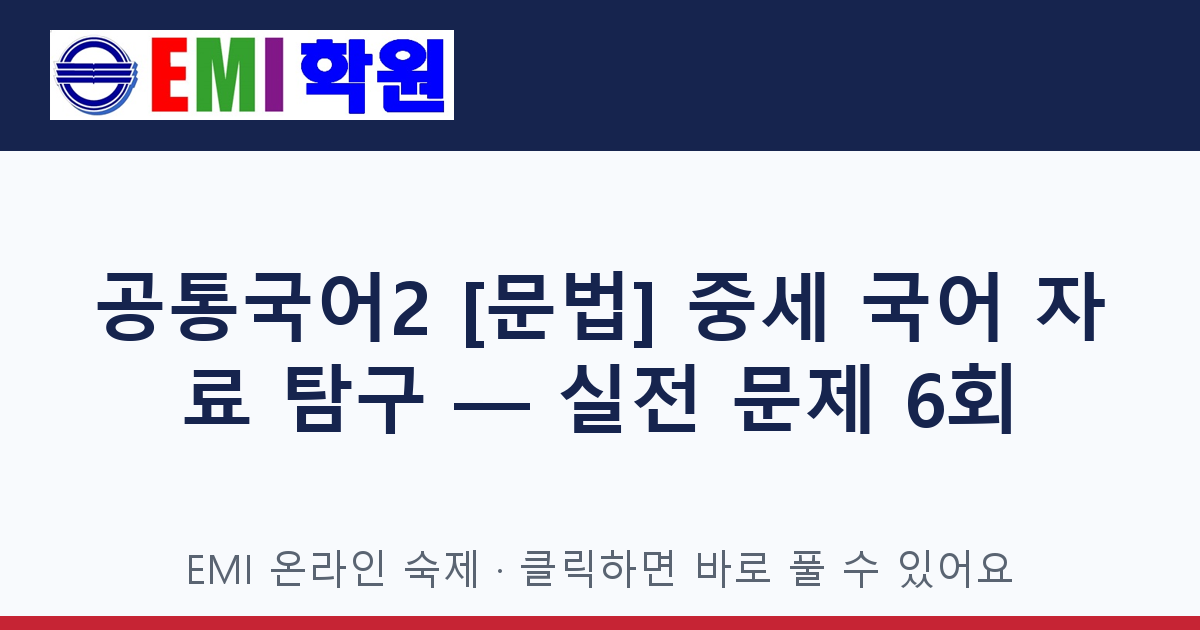 EMI 학원
공통국어2 [문법] 중세 국어 자
료 탐구 — 실전 문제 6회
EMI 온라인 숙제 · 클릭하면 바로 풀 수 있어요